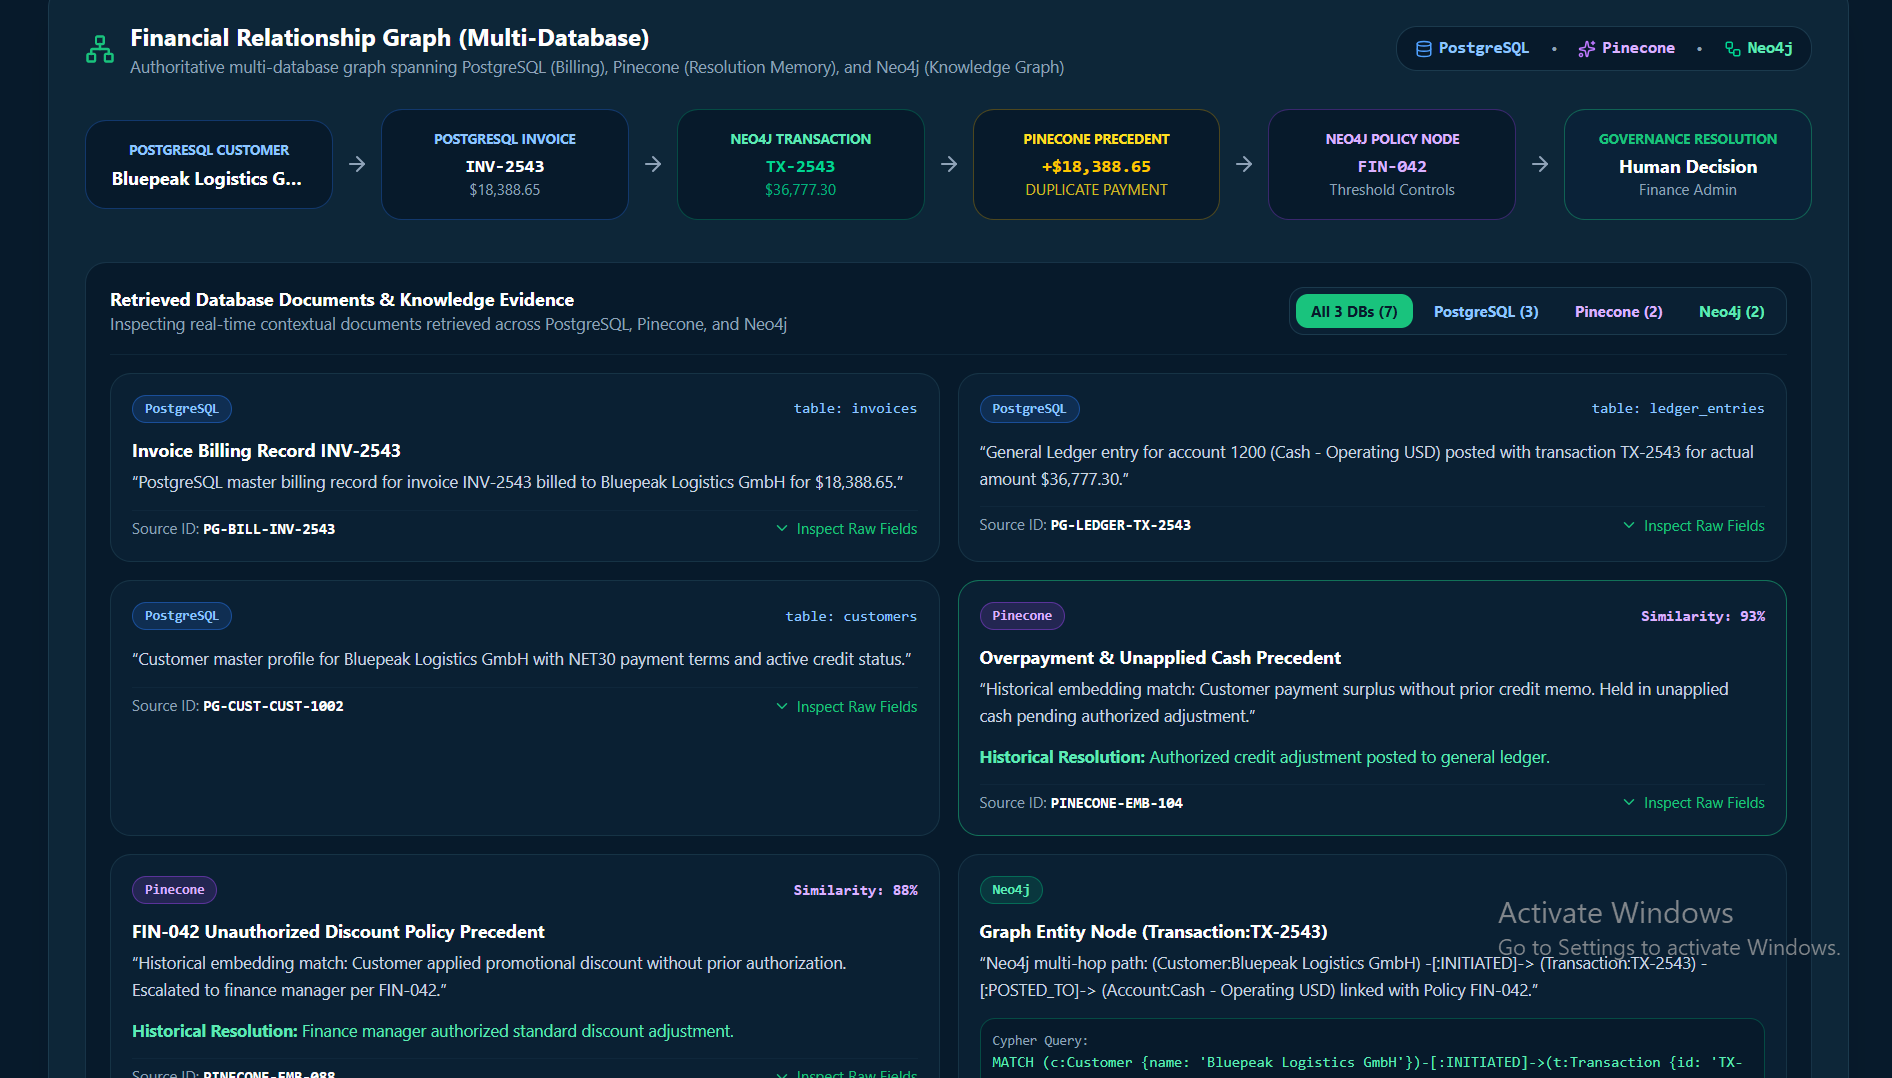 Financial Relationship Graph (Multi-Database)
Authoritative multi-database graph spanning PostgreSQL (Billing), Pinecone (Resolution Memory), and Neo4j (Knowledge Graph)
PostgreSQL • Pinecone • Neo4j
POSTGRESQL CUSTOMER
Bluepeak Logistics G...
POSTGRESQL INVOICE
INV-2543
$18,388.65
NEO4J TRANSACTION
TX-2543
$36,777.30
PINECONE PRECEDENT
+$18,388.65
DUPLICATE PAYMENT
NEO4J POLICY NODE
FIN-042
Threshold Controls
GOVERNANCE RESOLUTION
Human Decision
Finance Admin
Retrieved Database Documents & Knowledge Evidence
Inspecting real-time contextual documents retrieved across PostgreSQL, Pinecone, and Neo4j
All 3 DBs (7) PostgreSQL (3) Pinecone (2) Neo4j (2)
PostgreSQL table: invoices
Invoice Billing Record INV-2543
“PostgreSQL master billing record for invoice INV-2543 billed to Bluepeak Logistics GmbH for $18,388.65.”
Source ID: PG-BILL-INV-2543 Inspect Raw Fields
PostgreSQL table: ledger_entries
“General Ledger entry for account 1200 (Cash - Operating USD) posted with transaction TX-2543 for actual
amount $36,777.30.”
Source ID: PG-LEDGER-TX-2543 Inspect Raw Fields
PostgreSQL table: customers
“Customer master profile for Bluepeak Logistics GmbH with NET30 payment terms and active credit status.”
Source ID: PG-CUST-CUST-1002 Inspect Raw Fields
Pinecone Similarity: 93%
Overpayment & Unapplied Cash Precedent
“Historical embedding match: Customer payment surplus without prior credit memo. Held in unapplied
cash pending authorized adjustment.”
Historical Resolution: Authorized credit adjustment posted to general ledger.
Source ID: PINECONE-EMB-104 Inspect Raw Fields
Pinecone Similarity: 88%
FIN-042 Unauthorized Discount Policy Precedent
“Historical embedding match: Customer applied promotional discount without prior authorization.
Escalated to finance manager per FIN-042.”
Historical Resolution: Finance manager authorized standard discount adjustment.
Source ID: PINECONE-EMB-088 Inspect Raw Fields
Neo4j
Graph Entity Node (Transaction:TX-2543)
“Neo4j multi-hop path: (Customer:Bluepeak Logistics GmbH) -[:INITIATED]-> (Transaction:TX-2543) -
[:POSTED_TO]-> (Account:Cash - Operating USD) linked with Policy FIN-042.”
Cypher Query:
MATCH (c:Customer {name: 'Bluepeak Logistics GmbH'})-[:INITIATED]->(t:Transaction {id: 'TX-
Activate Windows
Go to Settings to activate Windows.